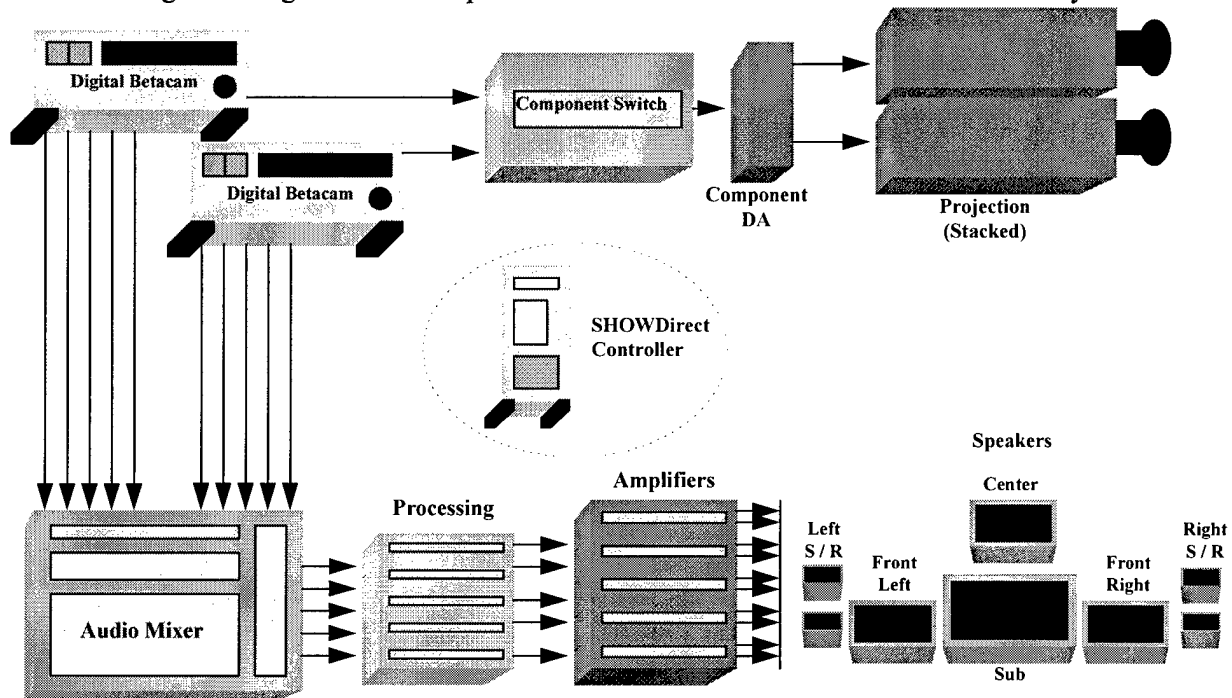 Digital Betacam
Digital Betacam
Component Switch
Component
DA
Projection
(Stacked)
SHOWDirect
Controller
Speakers
Center
Left
S / R
Front
Left
Front
Right
Right
S / R
Sub
Amplifiers
Processing
Audio Mixer